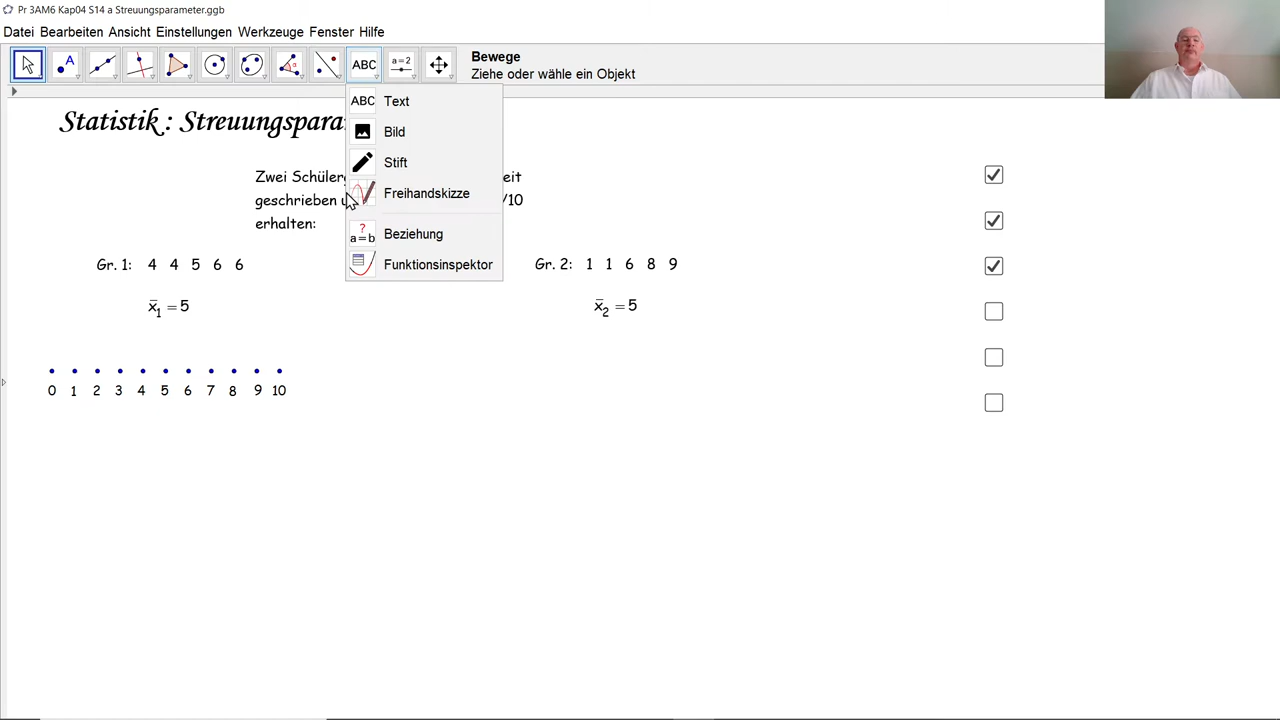 Pr 3AM6 Kap04 S14 a Streuungsparameter.ggb
Datei Bearbeiten Ansicht Einstellungen Werkzeuge Fenster Hilfe
A ABC a=2 Bewege
Ziehe oder wähle ein Objekt
Statistik : Streuungspara
ABC Text
Bild
Stift
Freihandskizze
? a=b Beziehung
Funktionsinspektor
Zwei Schüler eit
geschrieben /10
erhalten:
Gr. 1: 4 4 5 6 6
Gr. 2: 1 1 6 8 9
x̅₁ = 5
x̅₂ = 5
0 1 2 3 4 5 6 7 8 9 10